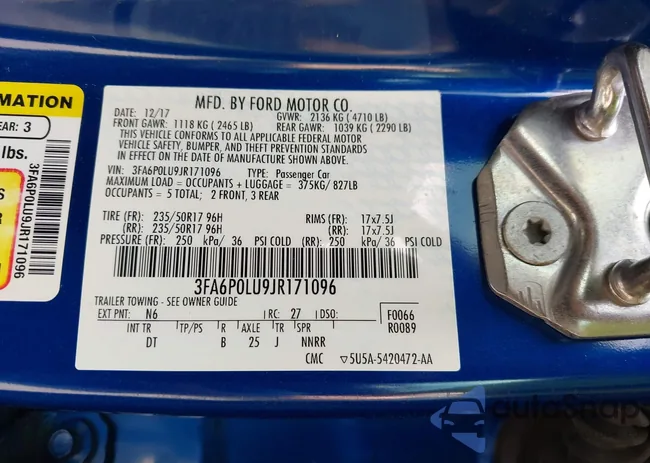 MATION
EAR: 3
lbs.
3FA6P0LU9JR171096
MFD. BY FORD MOTOR CO.
DATE: 12/17 GVWR: 2136 KG (4710 LB)
FRONT GAWR: 1118 KG (2465 LB) REAR GAWR: 1039 KG (2290 LB)
THIS VEHICLE CONFORMS TO ALL APPLICABLE FEDERAL MOTOR
VEHICLE SAFETY, BUMPER, AND THEFT PREVENTION STANDARDS
IN EFFECT ON THE DATE OF MANUFACTURE SHOWN ABOVE.
VIN: 3FA6P0LU9JR171096 TYPE: Passenger Car
MAXIMUM LOAD = OCCUPANTS + LUGGAGE = 375KG/ 827LB
OCCUPANTS = 5 TOTAL; 2 FRONT, 3 REAR
TIRE (FR): 235/50R17 96H RIMS (FR): 17x7.5J
(RR): 235/50R17 96H (RR): 17x7.5J
PRESSURE (FR): 250 kPa/ 36 PSI COLD (RR): 250 kPa/ 36 PSI COLD
3FA6P0LU9JR171096
TRAILER TOWING - SEE OWNER GUIDE
EXT PNT: N6 RC: 27 DSO: F0066
R0089
INT TR TP/PS R AXLE TR SPR
DT B 25 J NNRR
CMC ▽5U5A-5420472-AA
autoSnap